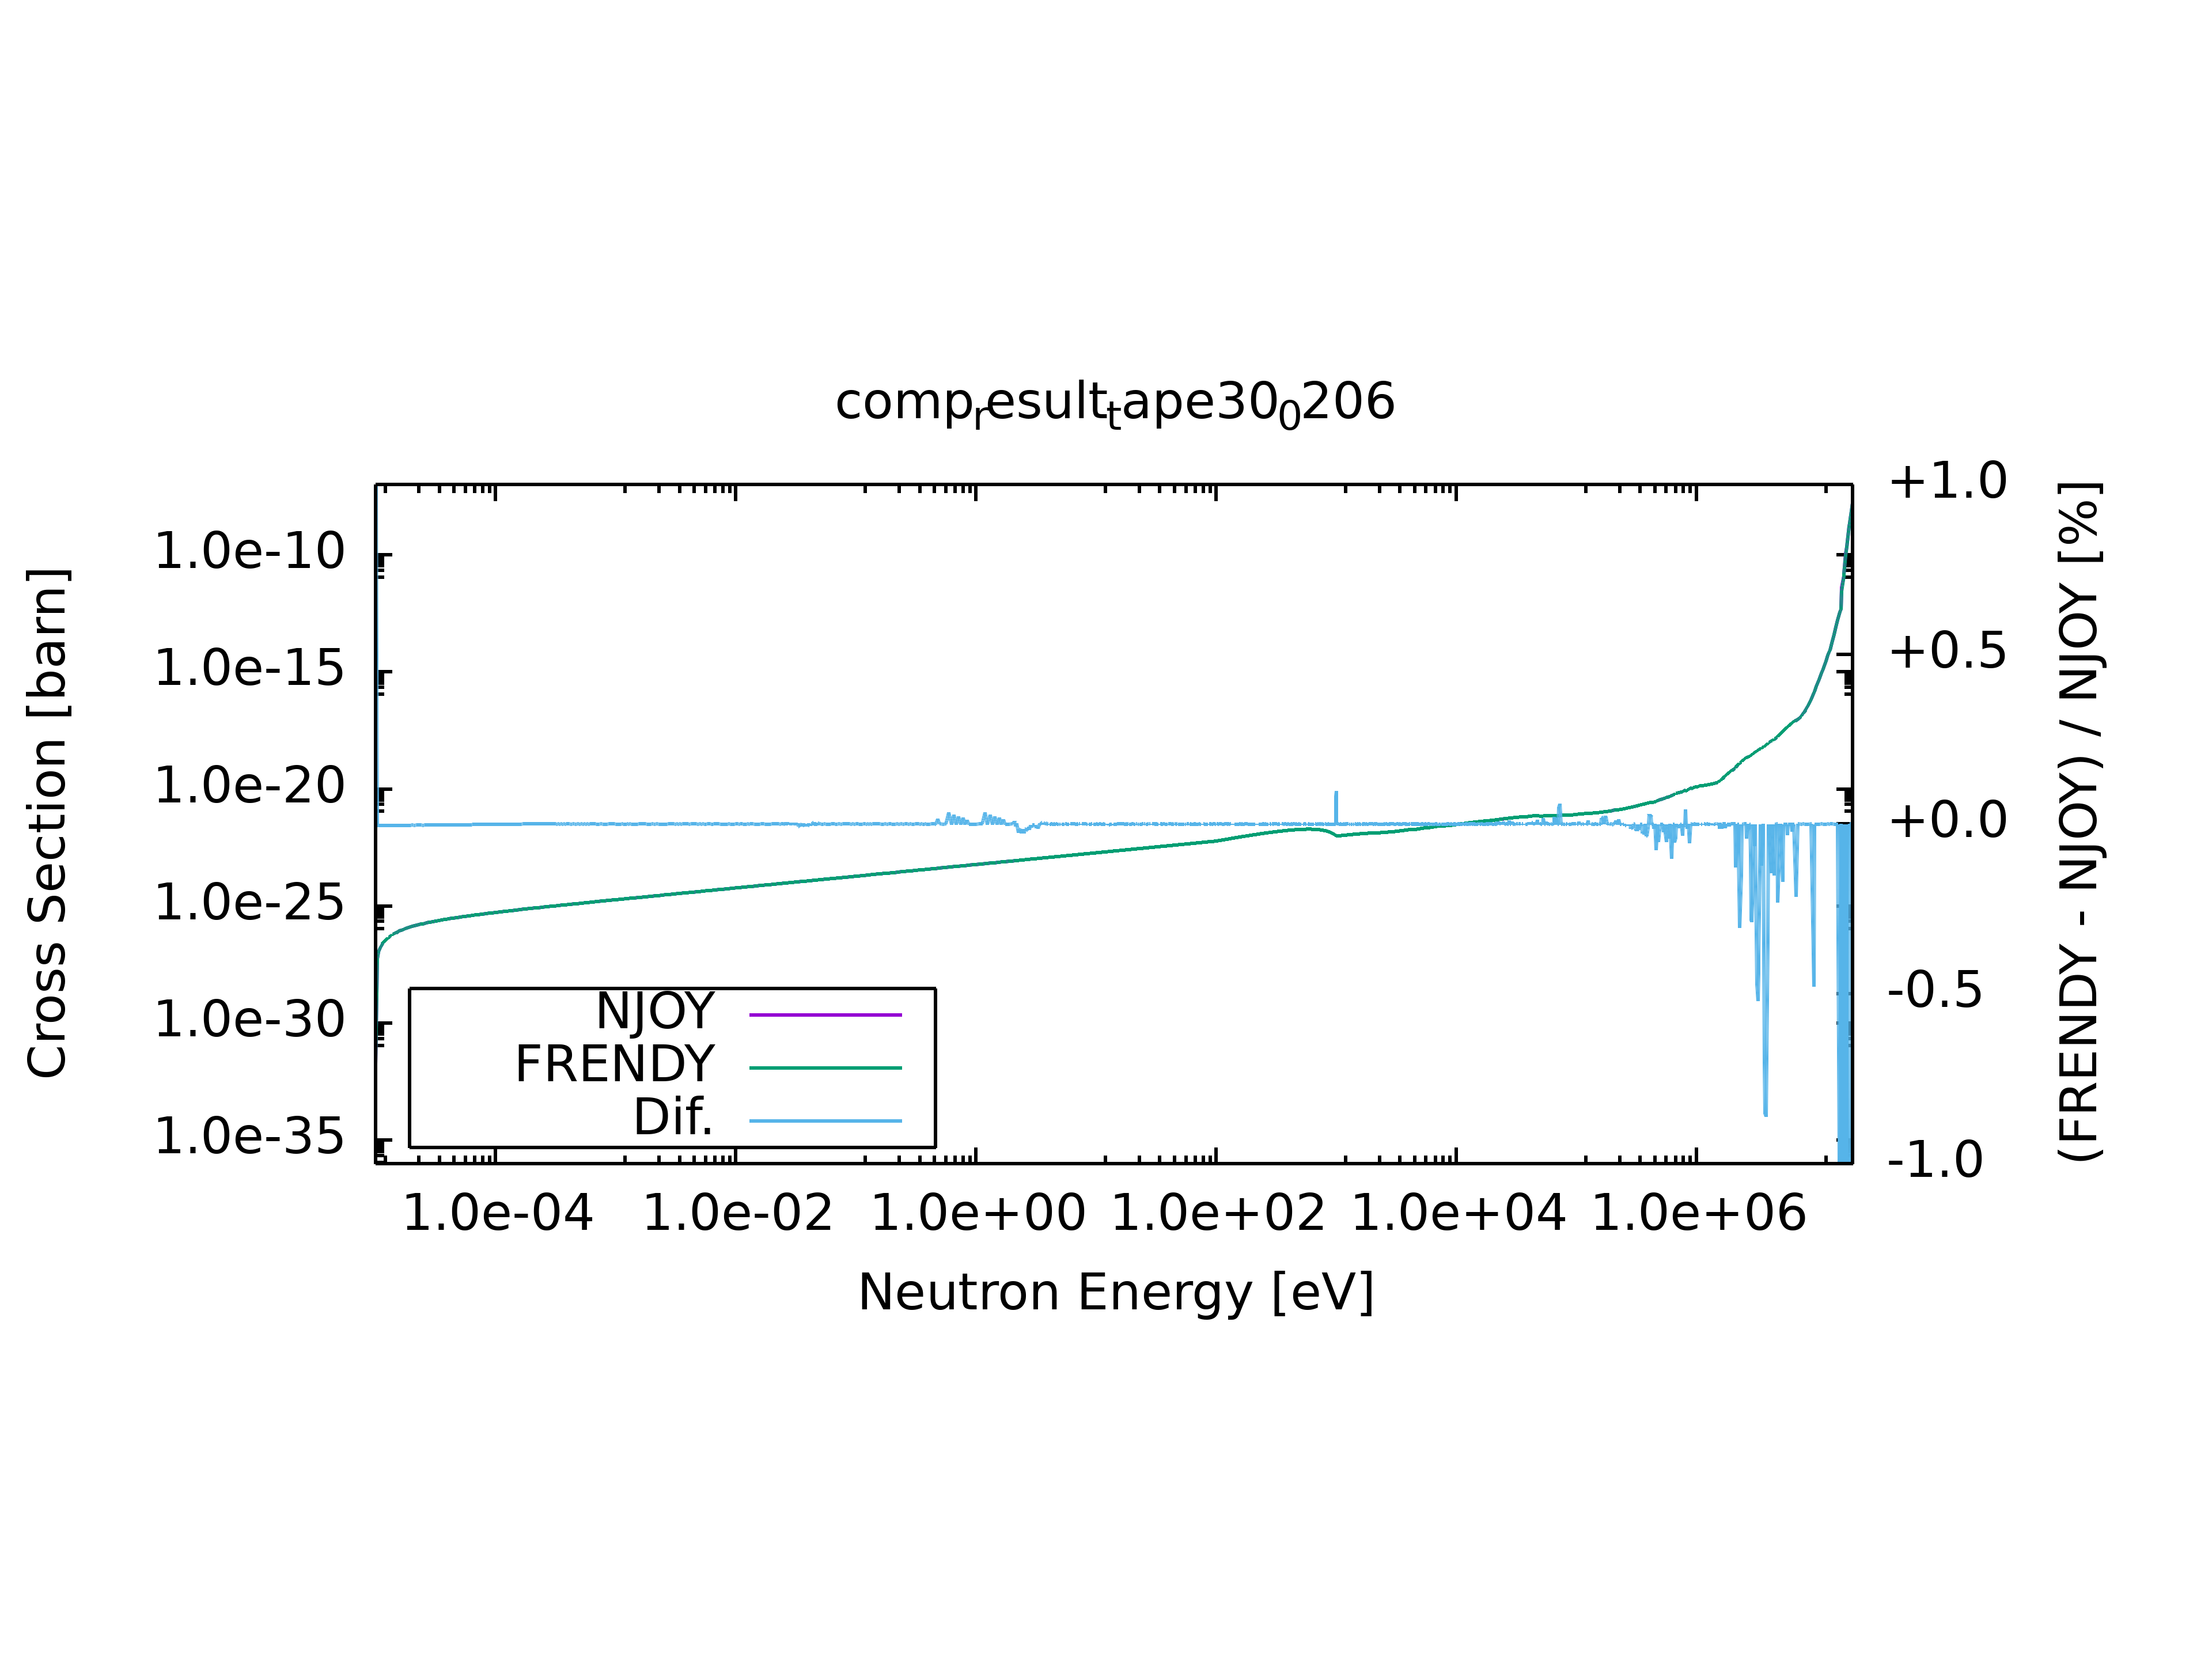 comp_result_tape30_0206
Cross Section [barn]
1.0e-10
1.0e-15
1.0e-20
1.0e-25
1.0e-30
1.0e-35
+1.0
+0.5
+0.0
-0.5
-1.0
(FRENDY - NJOY) / NJOY [%]
NJOY
FRENDY
Dif.
1.0e-04 1.0e-02 1.0e+00 1.0e+02 1.0e+04 1.0e+06
Neutron Energy [eV]